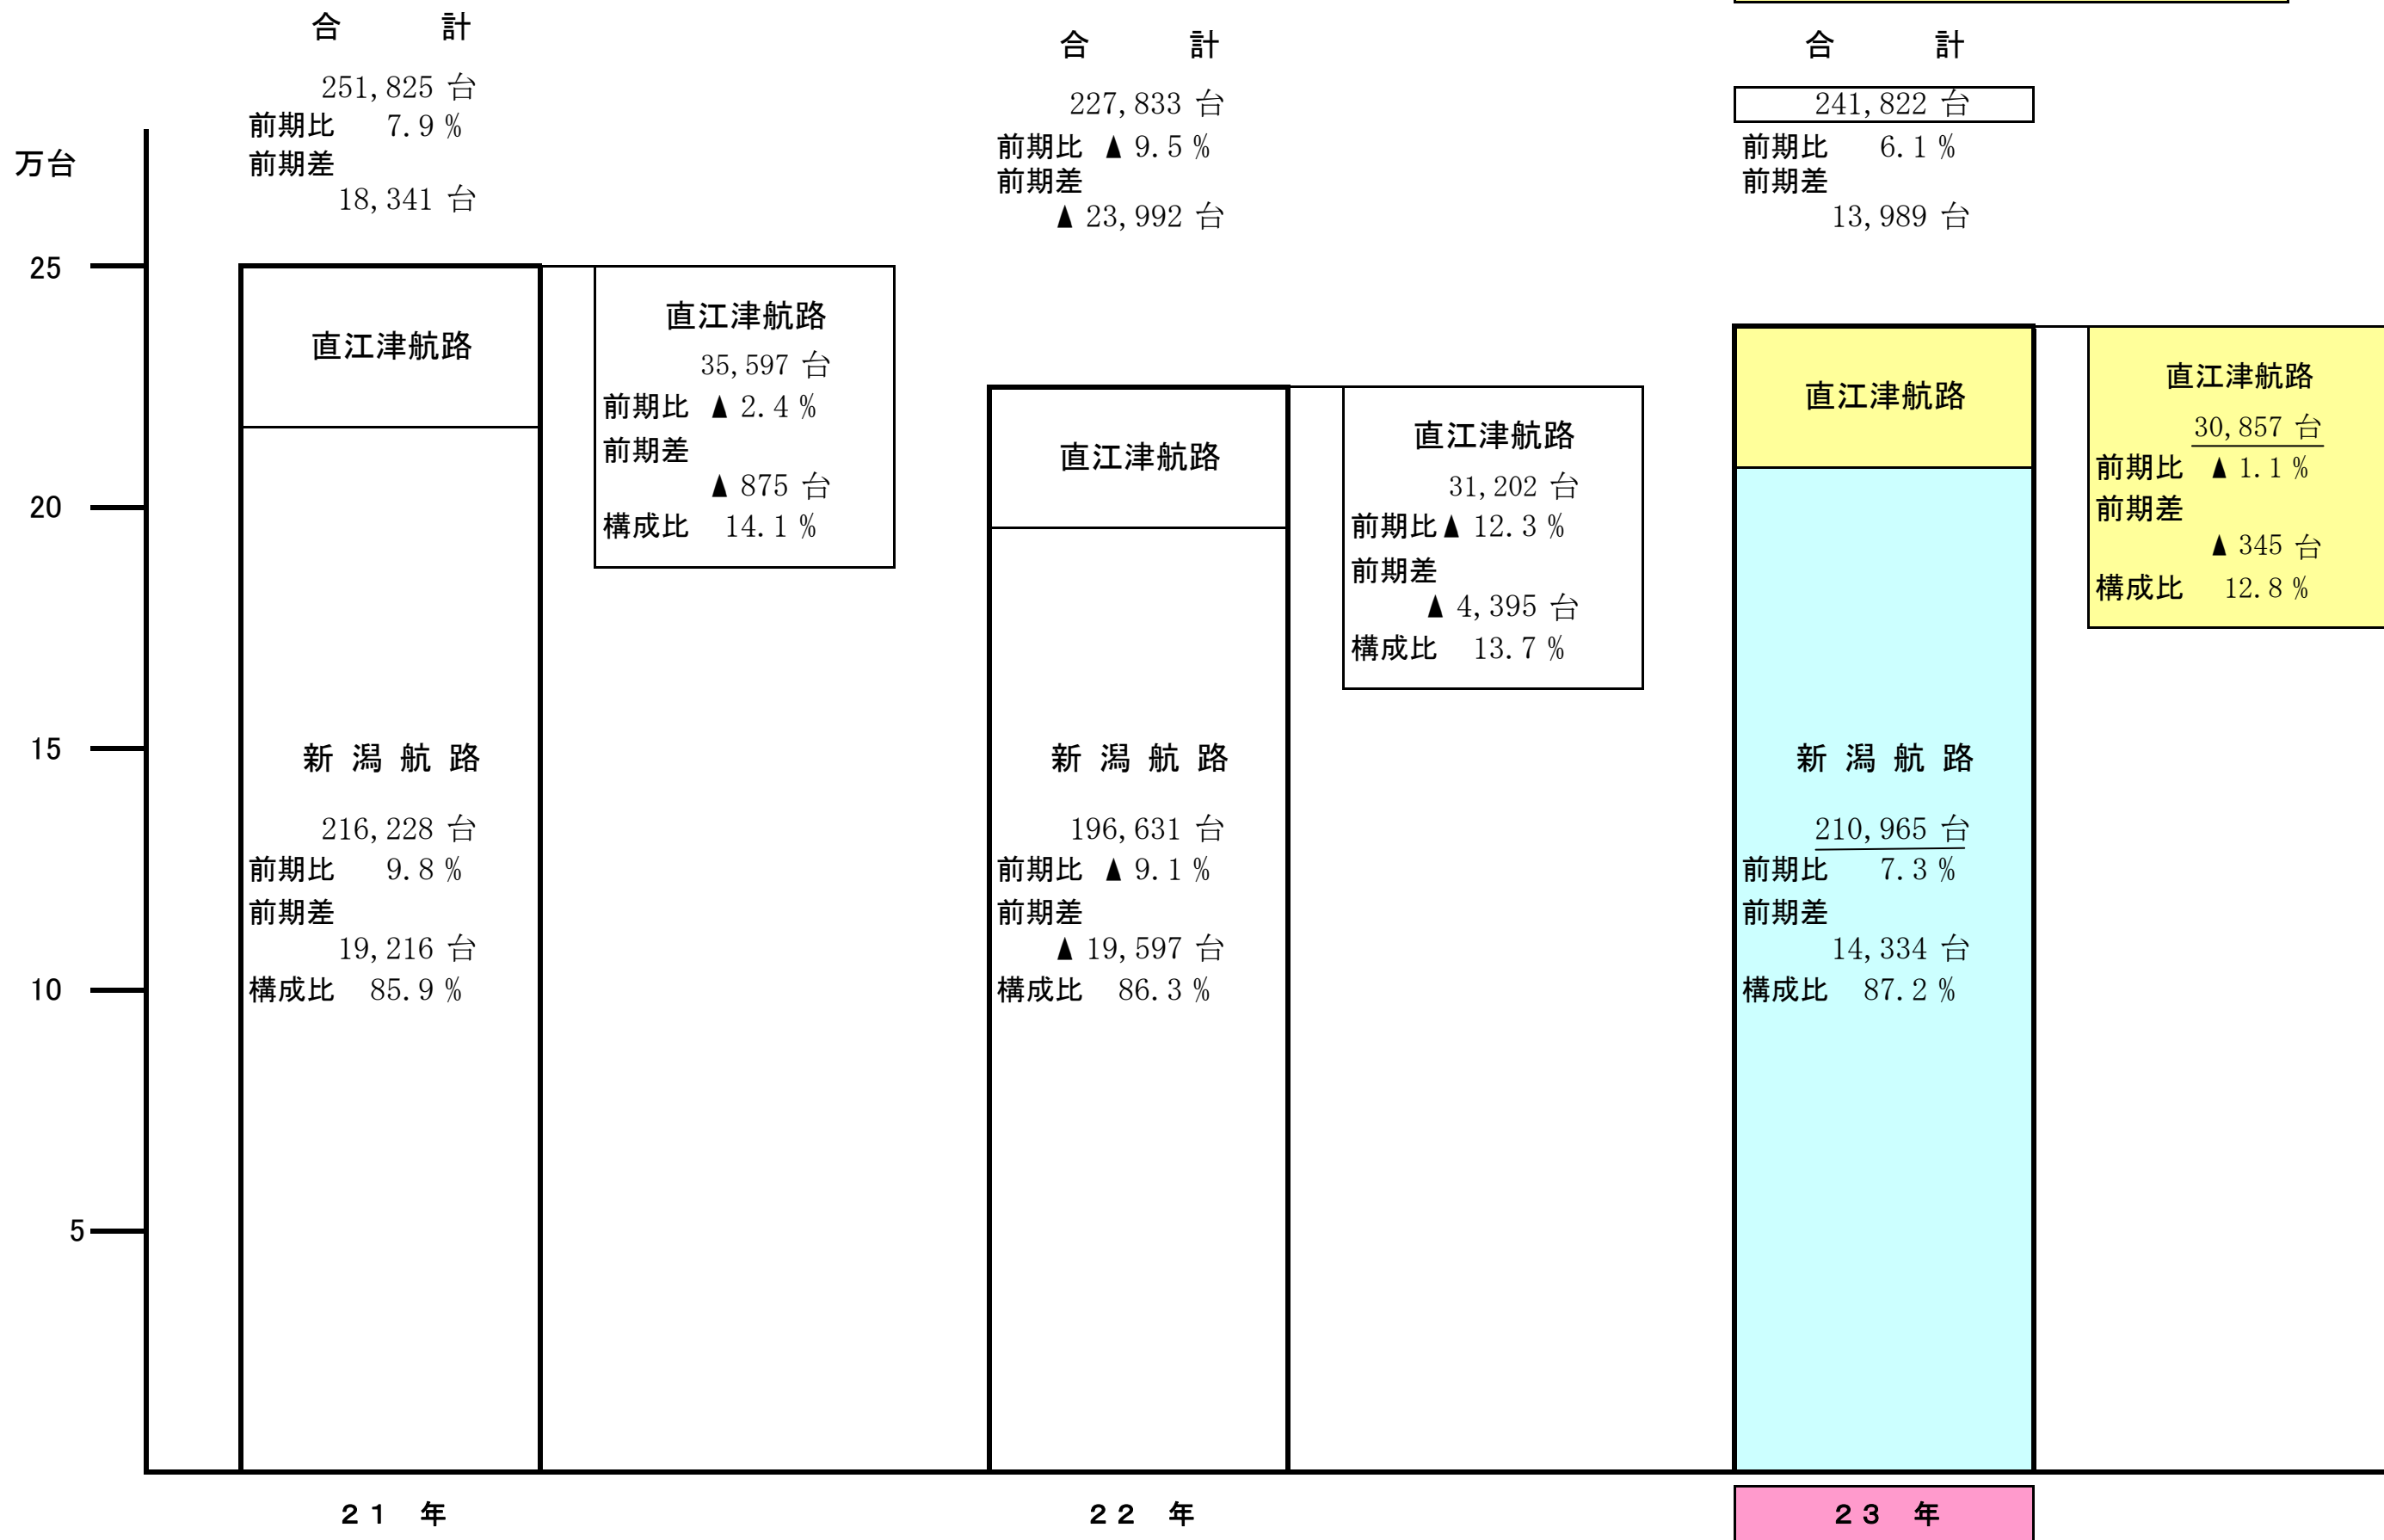 合 計
251,825 台
前期比 7.9 %
前期差
18,341 台
合 計
227,833 台
前期比 ▲ 9.5 %
前期差
▲ 23,992 台
合 計
241,822 台
前期比 6.1 %
前期差
13,989 台
万台
25
20
15
10
5
直江津航路
直江津航路
35,597 台
前期比 ▲ 2.4 %
前期差
▲ 875 台
構成比 14.1 %
新 潟 航 路
216,228 台
前期比 9.8 %
前期差
19,216 台
構成比 85.9 %
直江津航路
直江津航路
31,202 台
前期比 ▲ 12.3 %
前期差
▲ 4,395 台
構成比 13.7 %
新 潟 航 路
196,631 台
前期比 ▲ 9.1 %
前期差
▲ 19,597 台
構成比 86.3 %
直江津航路
直江津航路
30,857 台
前期比 ▲ 1.1 %
前期差
▲ 345 台
構成比 12.8 %
新 潟 航 路
210,965 台
前期比 7.3 %
前期差
14,334 台
構成比 87.2 %
21 年
22 年
23 年